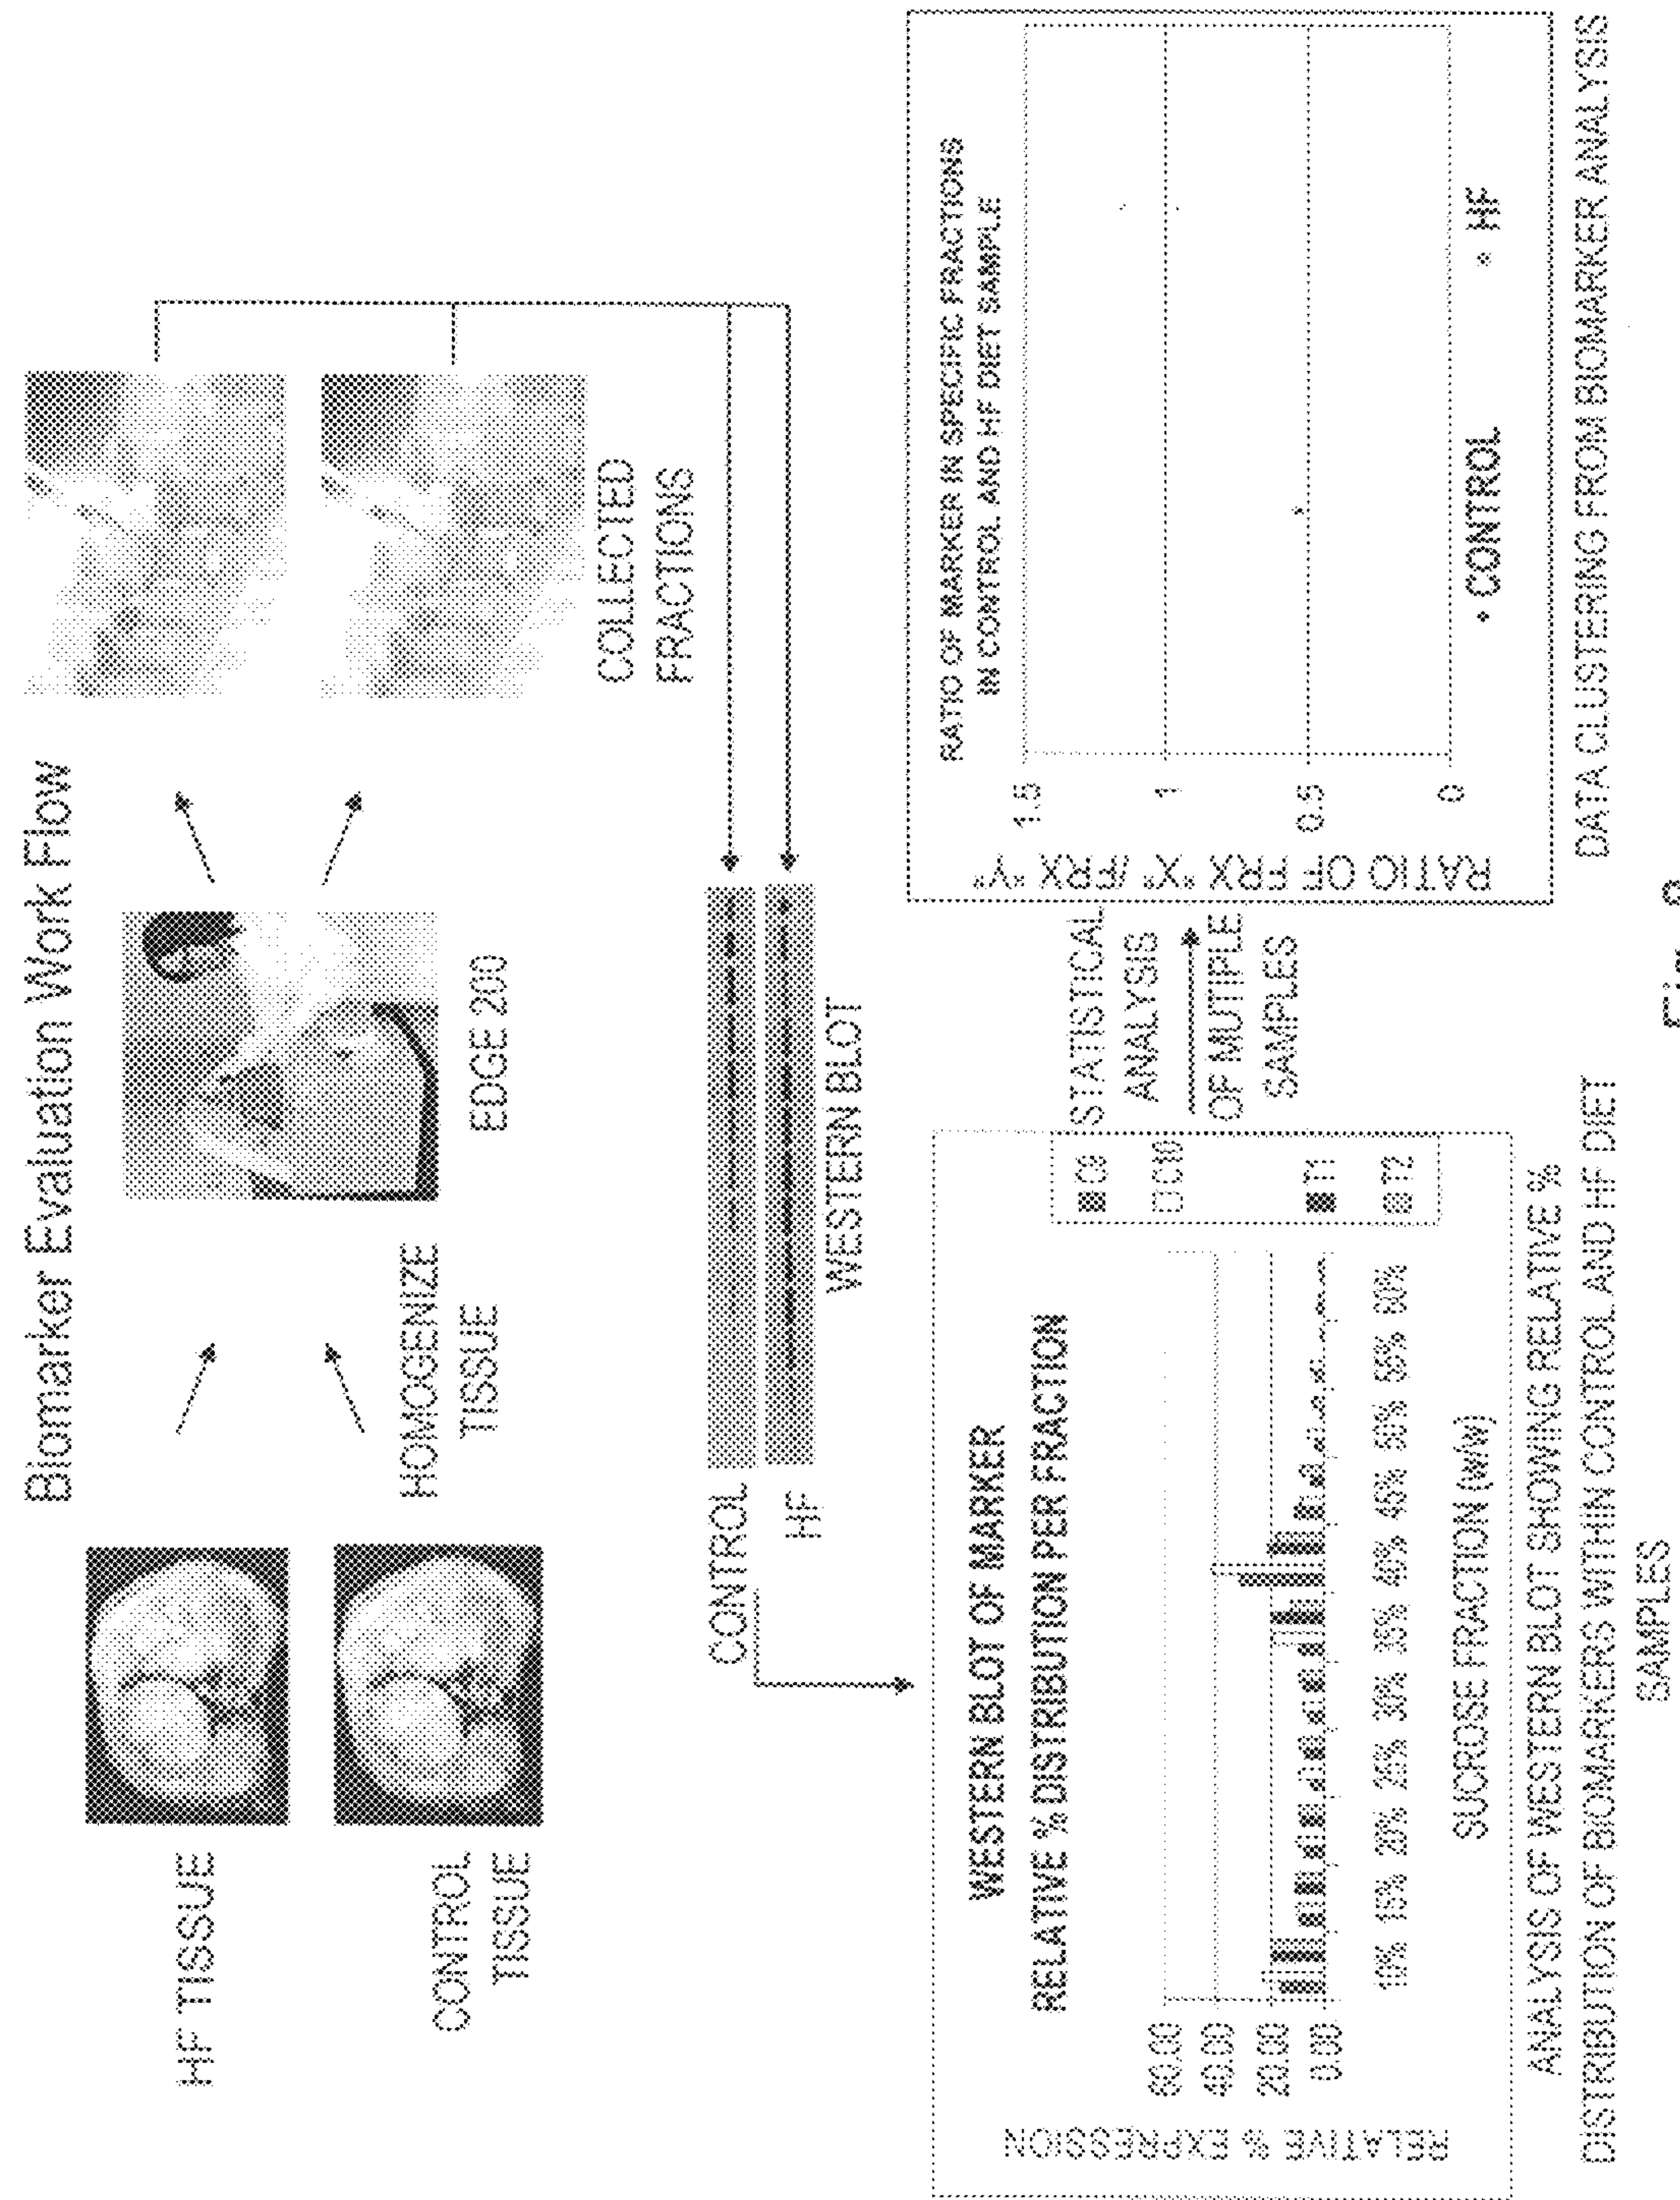 Biomarker Evaluation Work Flow
HF TISSUE
CONTROL
TISSUE
HOMOGENIZE
TISSUE
EDGE 200
COLLECTED
FRACTIONS
CONTROL
HF
WESTERN BLOT
WESTERN BLOT OF MARKER
RELATIVE % DISTRIBUTION PER FRACTION
RELATIVE % EXPRESSION
60.00
40.00
20.00
0.00
10% 15% 20% 25% 30% 35% 40% 45% 50% 55% 60%
SUCROSE FRACTION (w/w)
C9
C10
T1
T2
ANALYSIS OF WESTERN BLOT SHOWING RELATIVE %
DISTRIBUTION OF BIOMARKERS WITHIN CONTROL AND HF DIET
SAMPLES
STATISTICAL
ANALYSIS
OF MUTIPLE
SAMPLES
RATIO OF MARKER IN SPECIFIC FRACTIONS
IN CONTROL AND HF DIET SAMPLE
RATIO OF FRX "X" /FRX "Y"
1.5
1
0.5
0
CONTROL
HF
DATA CLUSTERING FROM BIOMARKER ANALYSIS